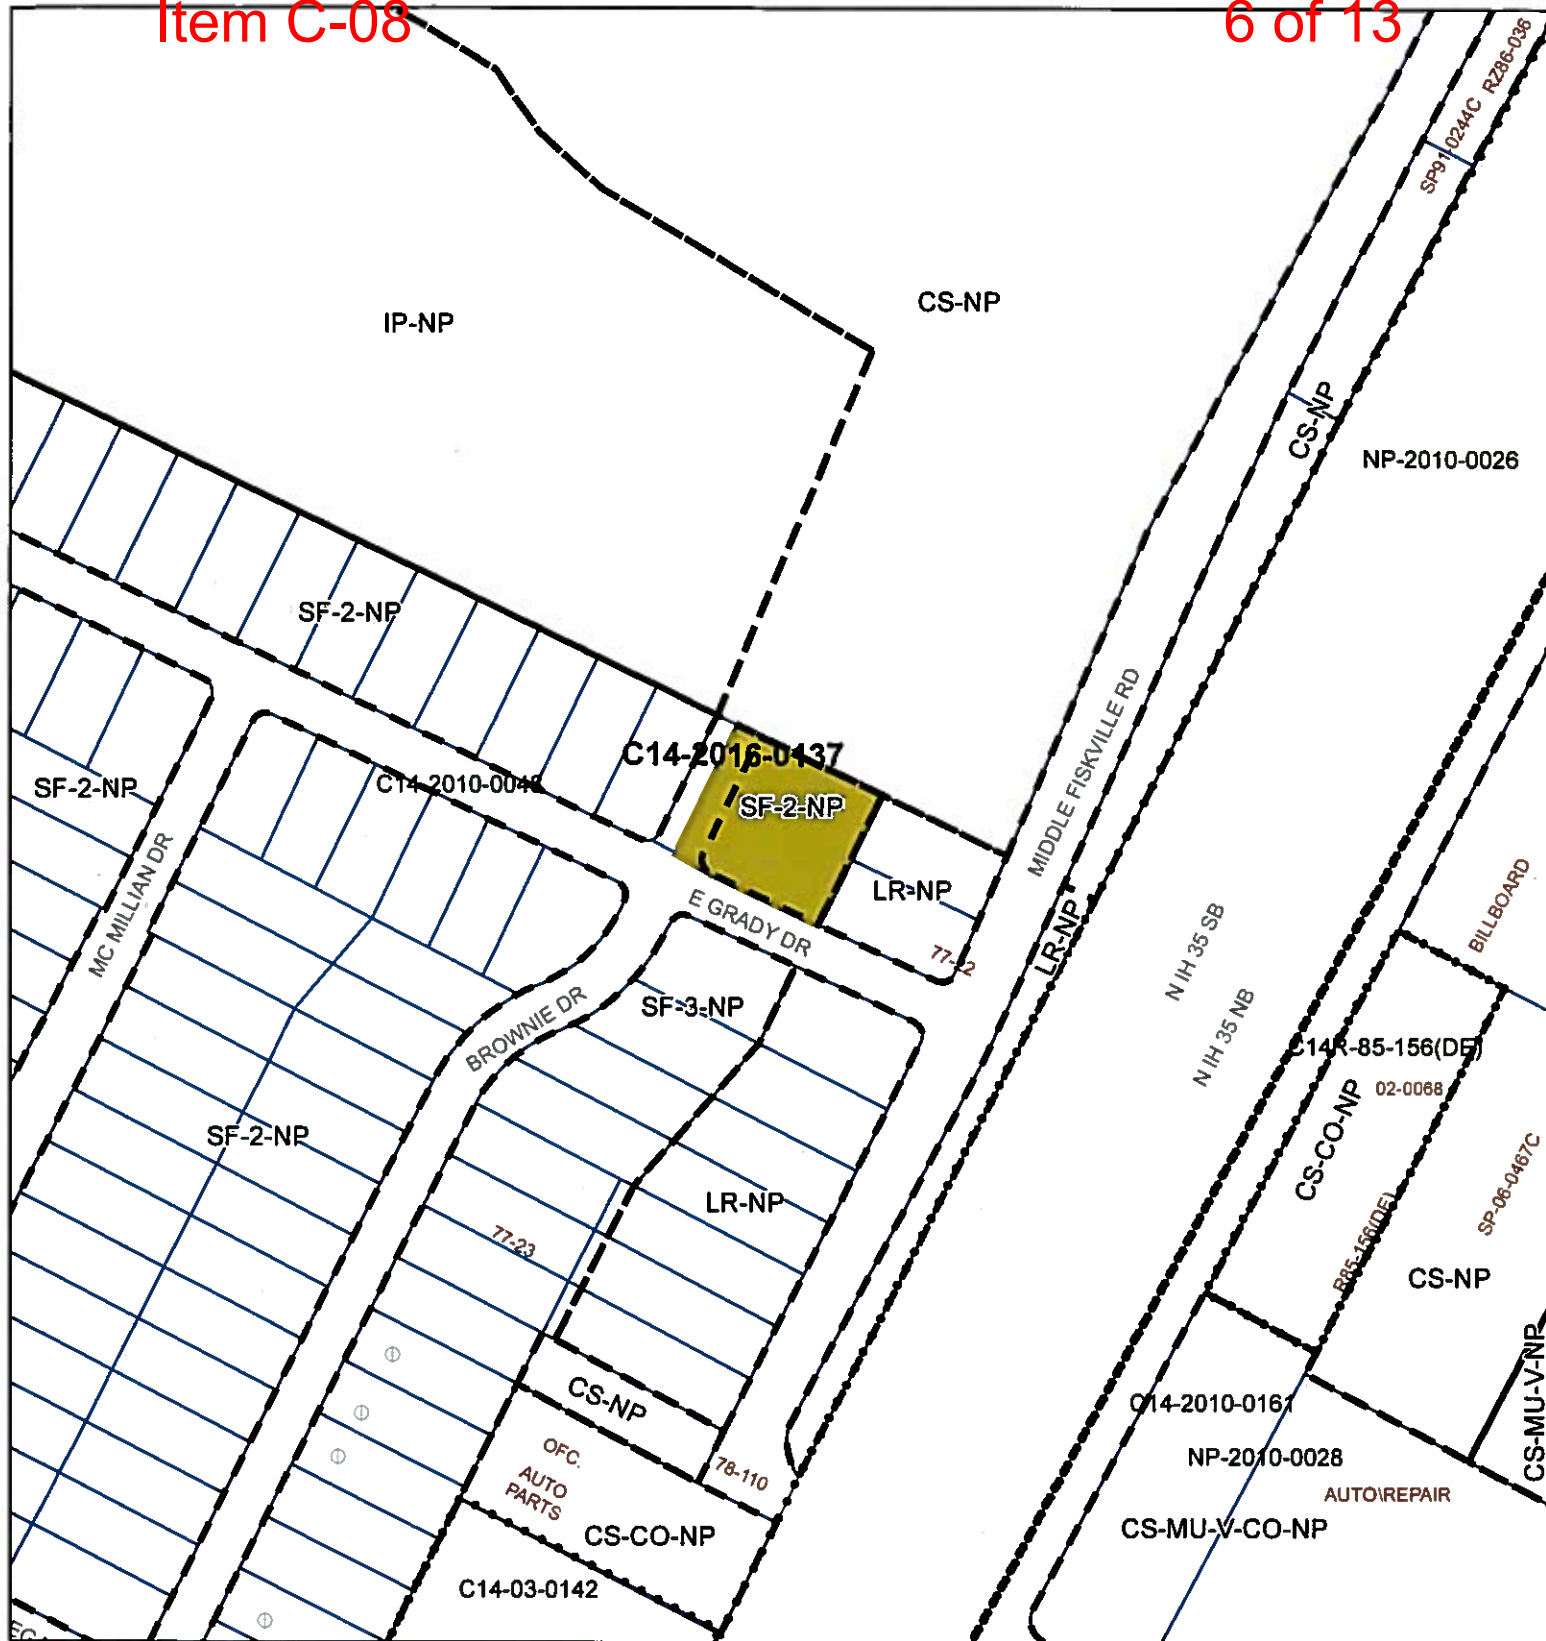 Item C-08
6 of 13
RZ86-036
SP91-0244C
CS-NP
IP-NP
CS-NP
NP-2010-0026
SF-2-NP
C14-2016-0137
SF-2-NP
C14-2010-0048
SF-2-NP
MIDDLE FISKVILLE RD
MC MILLIAN DR
LR-NP
E GRADY DR
77-22
LR-NP
BILLBOARD
N IH 35 SB
N IH 35 NB
SF-3-NP
BROWNIE DR
C14R-85-156(DE)
02-0068
CS-CO-NP
SF-2-NP
SP-06-0467C
LR-NP
77-23
R85-156(DE)
CS-NP
CS-MU-V-NP
CS-NP
C14-2010-0161
OFC.
AUTO
PARTS
78-110
NP-2010-0028
AUTO\REPAIR
CS-CO-NP
CS-MU-V-CO-NP
C14-03-0142